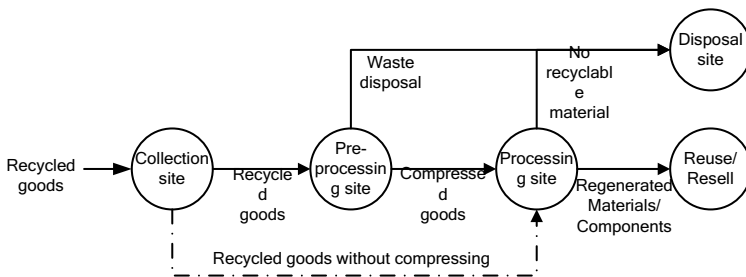 Waste
disposal
No
recyclabl
e
material
Disposal
site
Recycled
goods
Collection
site
Recycle
d
goods
Pre-
processin
g site
Compresse
d
goods
Processin
g site
Regenerated
Materials/
Components
Reuse/
Resell
Recycled goods without compressing